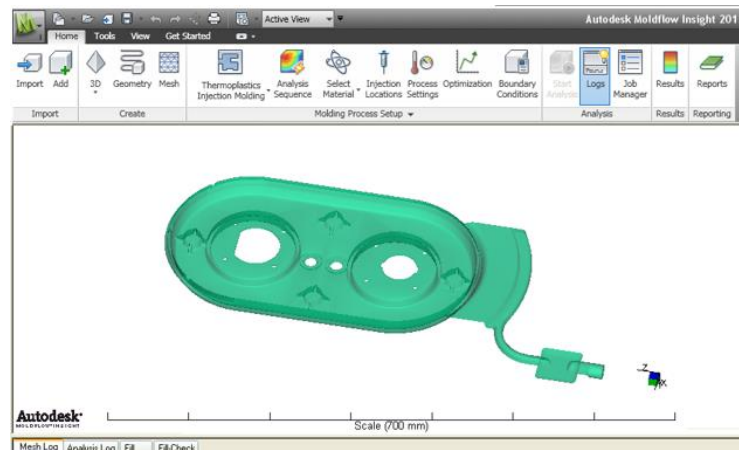 Active View
Autodesk Moldflow Insight 201
Home Tools View Get Started
Import Add 3D Geometry Mesh Thermoplastics Injection Molding Analysis Sequence Select Material Injection Locations Process Settings Optimization Boundary Conditions Start Analysis Logs Job Manager Results Reports
Import Create Molding Process Setup Analysis Results Reporting
Z
X
Autodesk
MOLDFLOW INSIGHT
Scale (700 mm)
Mesh Log Analysis Log Fill Fill-Check